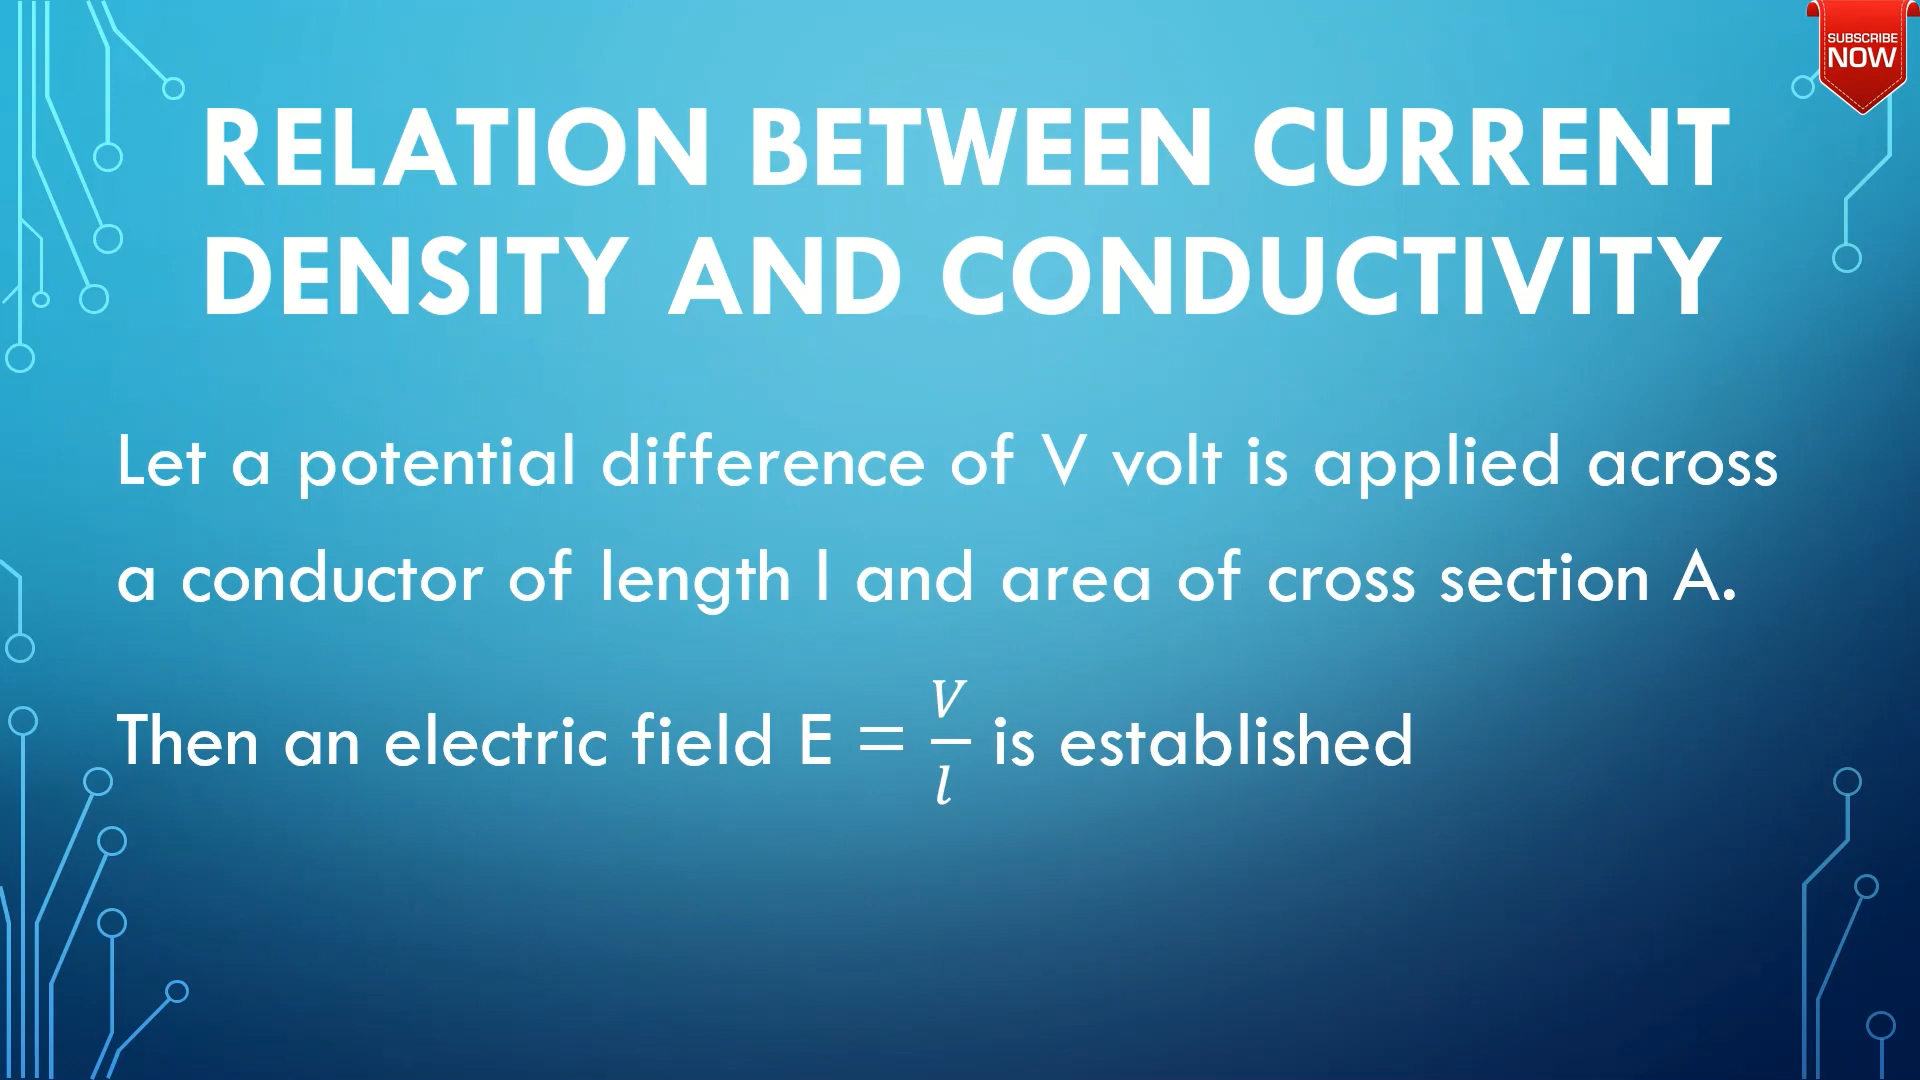 SUBSCRIBE
NOW
RELATION BETWEEN CURRENT
DENSITY AND CONDUCTIVITY
Let a potential difference of V volt is applied across
a conductor of length l and area of cross section A.
Then an electric field E = V/l is established